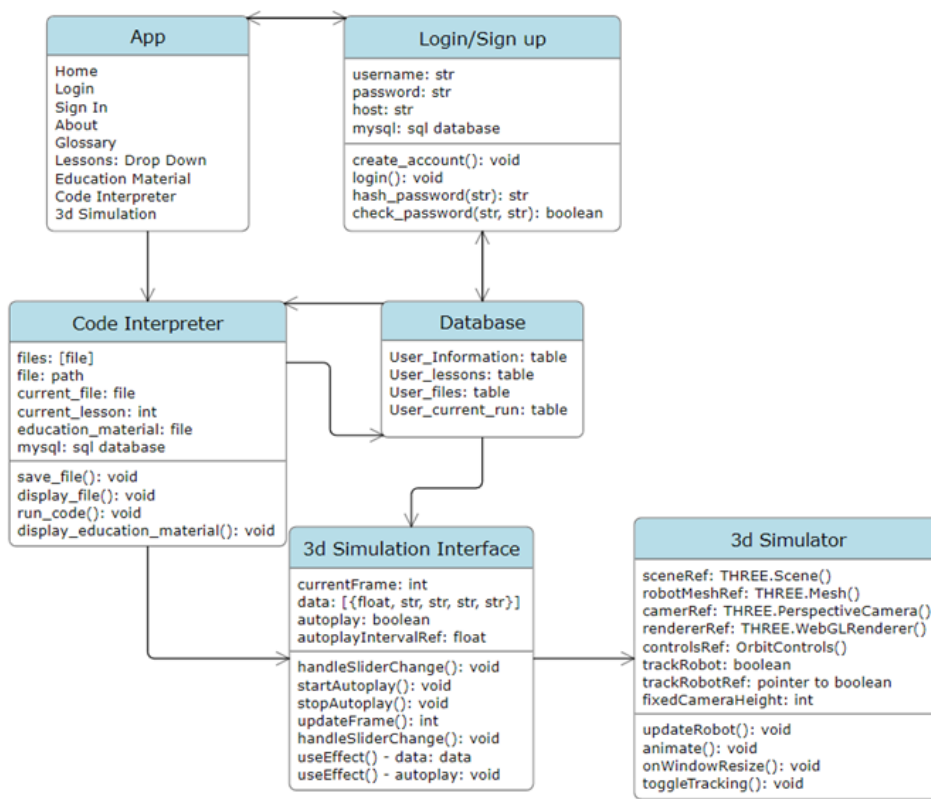 App
Home
Login
Sign In
About
Glossary
Lessons: Drop Down
Education Material
Code Interpreter
3d Simulation
Login/Sign up
username: str
password: str
host: str
mysql: sql database
create_account(): void
login(): void
hash_password(str): str
check_password(str, str): boolean
Code Interpreter
files: [file]
file: path
current_file: file
current_lesson: int
education_material: file
mysql: sql database
save_file(): void
display_file(): void
run_code(): void
display_education_material(): void
Database
User_Information: table
User_lessons: table
User_files: table
User_current_run: table
3d Simulation Interface
currentFrame: int
data: [{float, str, str, str, str}]
autoplay: boolean
autoplayIntervalRef: float
handleSliderChange(): void
startAutoplay(): void
stopAutoplay(): void
updateFrame(): int
handleSliderChange(): void
useEffect() - data: data
useEffect() - autoplay: void
3d Simulator
sceneRef: THREE.Scene()
robotMeshRef: THREE.Mesh()
camerRef: THREE.PerspectiveCamera()
rendererRef: THREE.WebGLRenderer()
controlsRef: OrbitControls()
trackRobot: boolean
trackRobotRef: pointer to boolean
fixedCameraHeight: int
updateRobot(): void
animate(): void
onWindowResize(): void
toggleTracking(): void